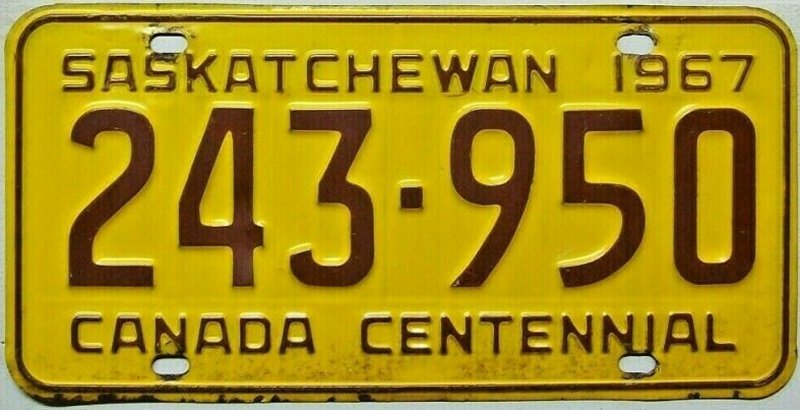 SASKATCHEWAN 1967
243·950
CANADA CENTENNIAL